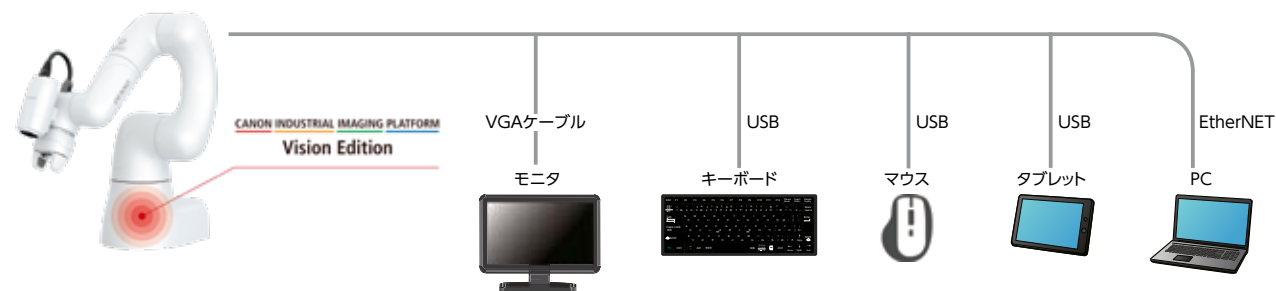 CANON INDUSTRIAL IMAGING PLATFORM
Vision Edition
VGAケーブル
USB
USB
USB
EtherNET
モニタ
キーボード
マウス
タブレット
PC